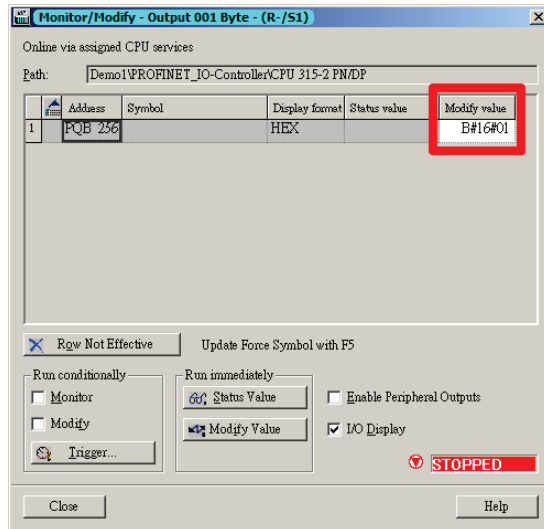 Monitor/Modify - Output 001 Byte - (R-/S1)
Online via assigned CPU services
Path: Demo1\PROFINET_IO-Controller\CPU 315-2 PN/DP
Address Symbol Display format Status value Modify value
1 PQB 256 HEX B#16#01
Row Not Effective Update Force Symbol with F5
Run conditionally Run immediately
Monitor Status Value Enable Peripheral Outputs
Modify Modify Value I/O Display
Trigger... STOPPED
Close Help